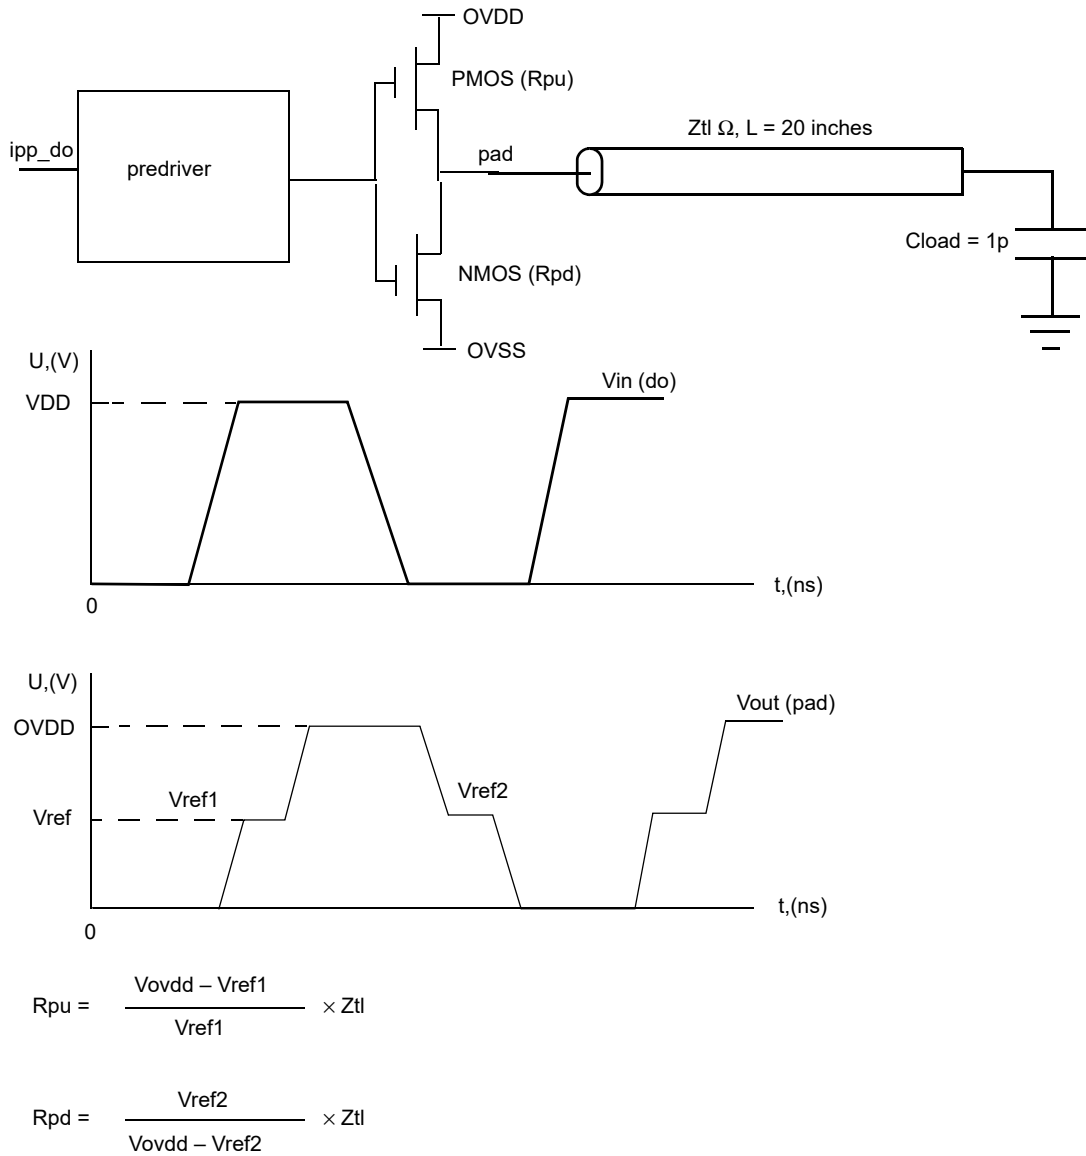 OVDD
PMOS (Rpu)
Ztl Ω, L = 20 inches
ipp_do
predriver
pad
Cload = 1p
NMOS (Rpd)
OVSS
U,(V)
VDD
Vin (do)
t,(ns)
0
U,(V)
OVDD
Vout (pad)
Vref1
Vref2
Vref
t,(ns)
0
Vovdd – Vref1
Rpu = × Ztl
Vref1
Vref2
Rpd = × Ztl
Vovdd – Vref2